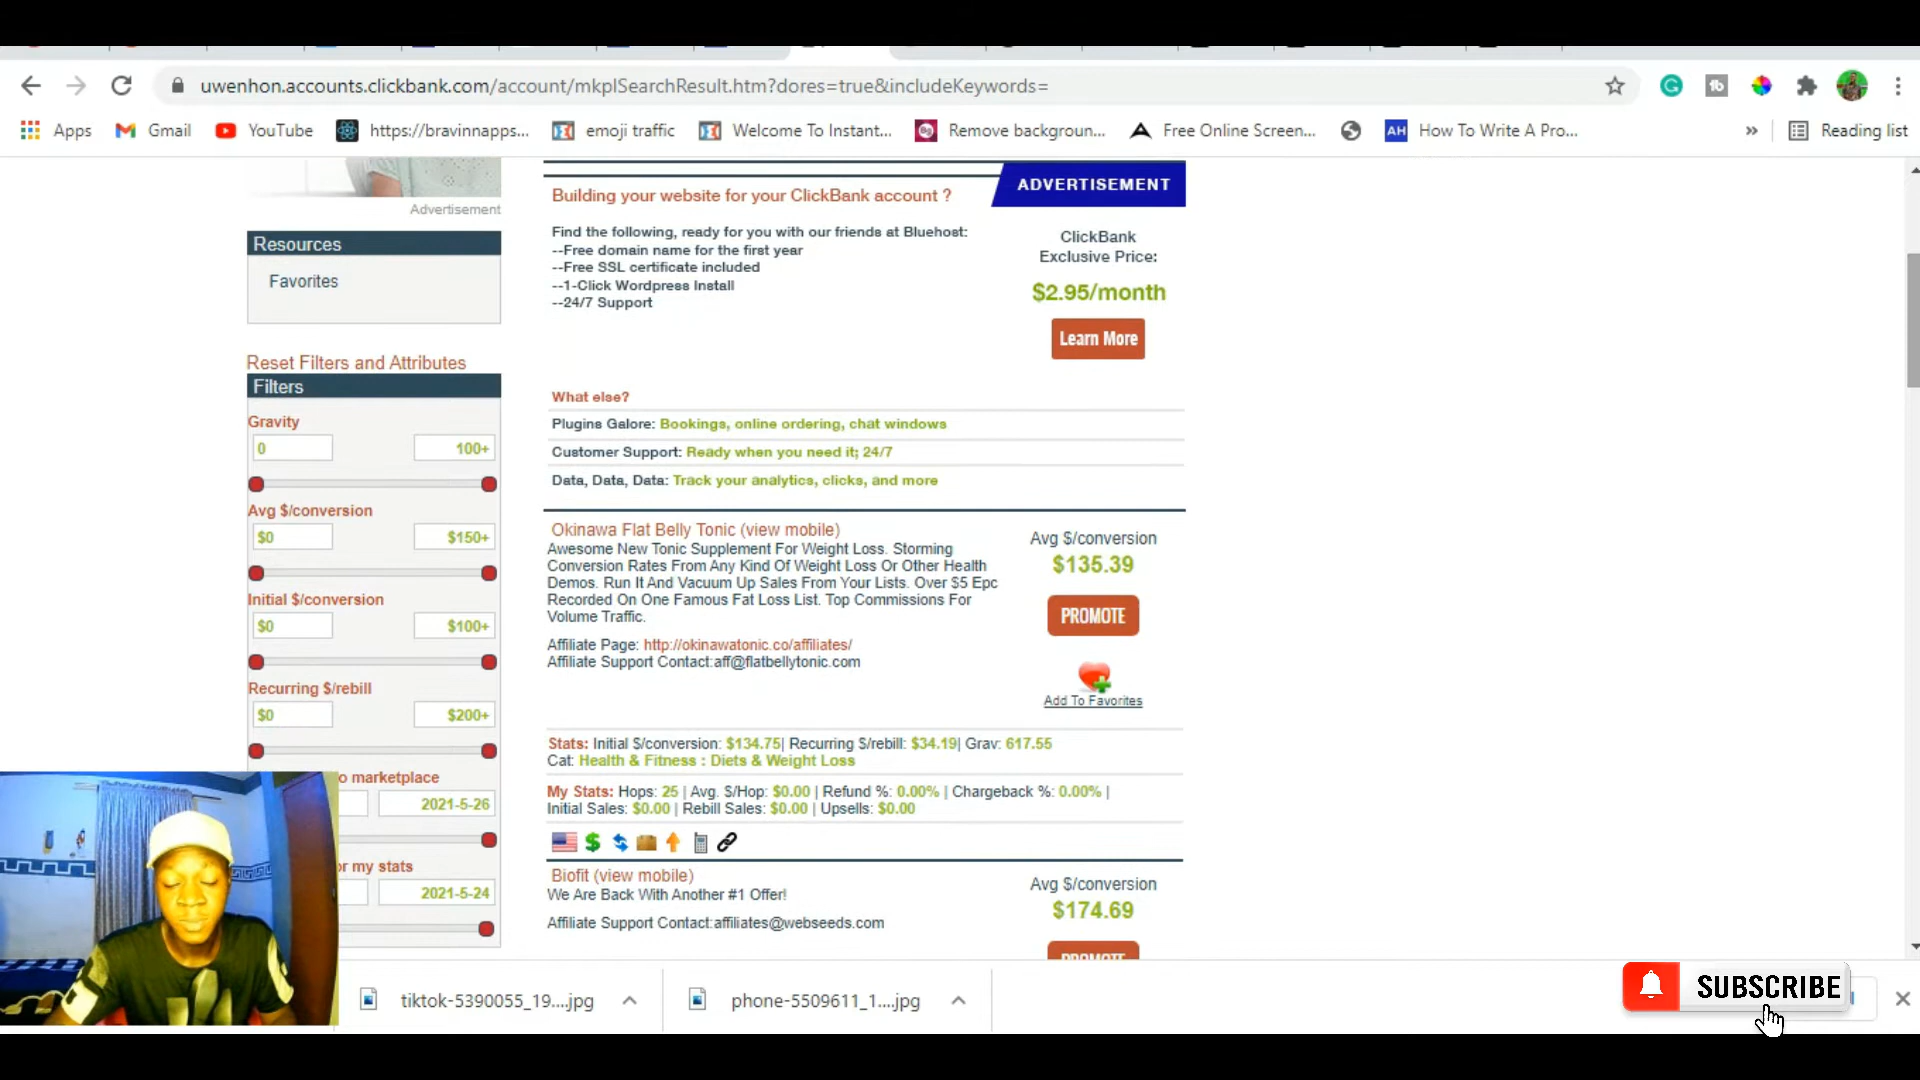 uwenhon.accounts.clickbank.com/account/mkplSearchResult.htm?dores=true&includeKeywords=
Apps
Gmail
YouTube
https://bravinnapps...
emoji traffic
Welcome To Instant...
Remove backgroun...
Free Online Screen...
AH How To Write A Pro...
»
Reading list
Advertisement
Resources
Favorites
Reset Filters and Attributes
Filters
Gravity
0 100+
Avg $/conversion
$0 $150+
Initial $/conversion
$0 $100+
Recurring $/rebill
$0 $200+
o marketplace
2021-5-26
or my stats
2021-5-24
Building your website for your ClickBank account ?
ADVERTISEMENT
Find the following, ready for you with our friends at Bluehost:
--Free domain name for the first year
--Free SSL certificate included
--1-Click Wordpress Install
--24/7 Support
ClickBank
Exclusive Price:
$2.95/month
Learn More
What else?
Plugins Galore: Bookings, online ordering, chat windows
Customer Support: Ready when you need it; 24/7
Data, Data, Data: Track your analytics, clicks, and more
Okinawa Flat Belly Tonic (view mobile)
Awesome New Tonic Supplement For Weight Loss. Storming
Conversion Rates From Any Kind Of Weight Loss Or Other Health
Demos. Run It And Vacuum Up Sales From Your Lists. Over $5 Epc
Recorded On One Famous Fat Loss List. Top Commissions For
Volume Traffic.
Affiliate Page: http://okinawatonic.co/affiliates/
Affiliate Support Contact:aff@flatbellytonic.com
Avg $/conversion
$135.39
PROMOTE
Add To Favorites
Stats: Initial $/conversion: $134.75| Recurring $/rebill: $34.19| Grav: 617.55
Cat: Health & Fitness : Diets & Weight Loss
My Stats: Hops: 25 | Avg. $/Hop: $0.00 | Refund %: 0.00% | Chargeback %: 0.00% |
Initial Sales: $0.00 | Rebill Sales: $0.00 | Upsells: $0.00
Biofit (view mobile)
We Are Back With Another #1 Offer!
Affiliate Support Contact:affiliates@webseeds.com
Avg $/conversion
$174.69
PROMOTE
tiktok-5390055_19....jpg
phone-5509611_1....jpg
SUBSCRIBE